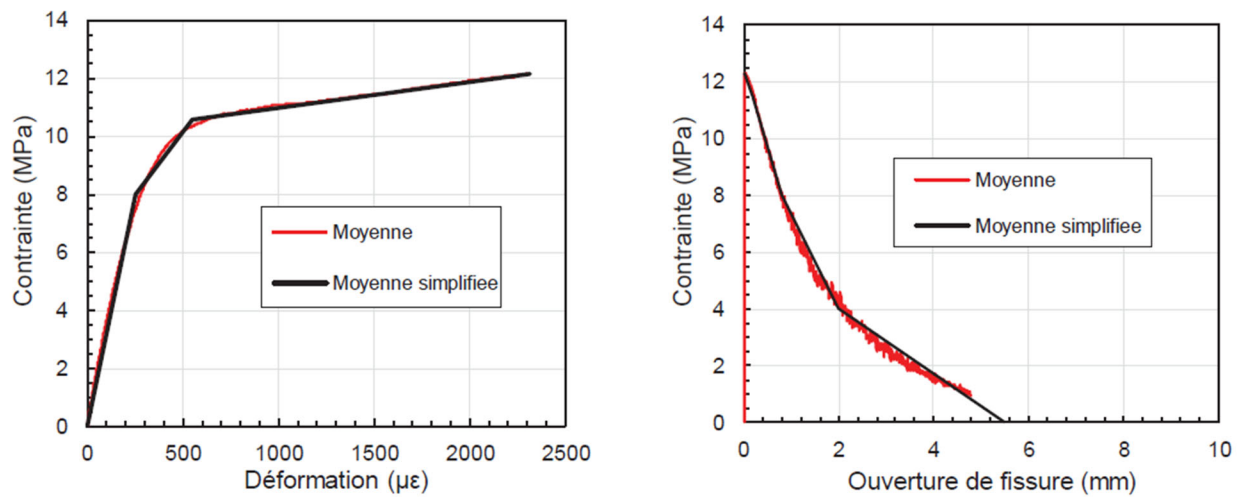 14
12
10
8
6
4
2
0
Contrainte (MPa)
Moyenne
Moyenne simplifiee
0 500 1000 1500 2000 2500
Déformation (µε)
14
12
10
8
6
4
2
0
Contrainte (MPa)
Moyenne
Moyenne simplifiee
0 2 4 6 8 10
Ouverture de fissure (mm)